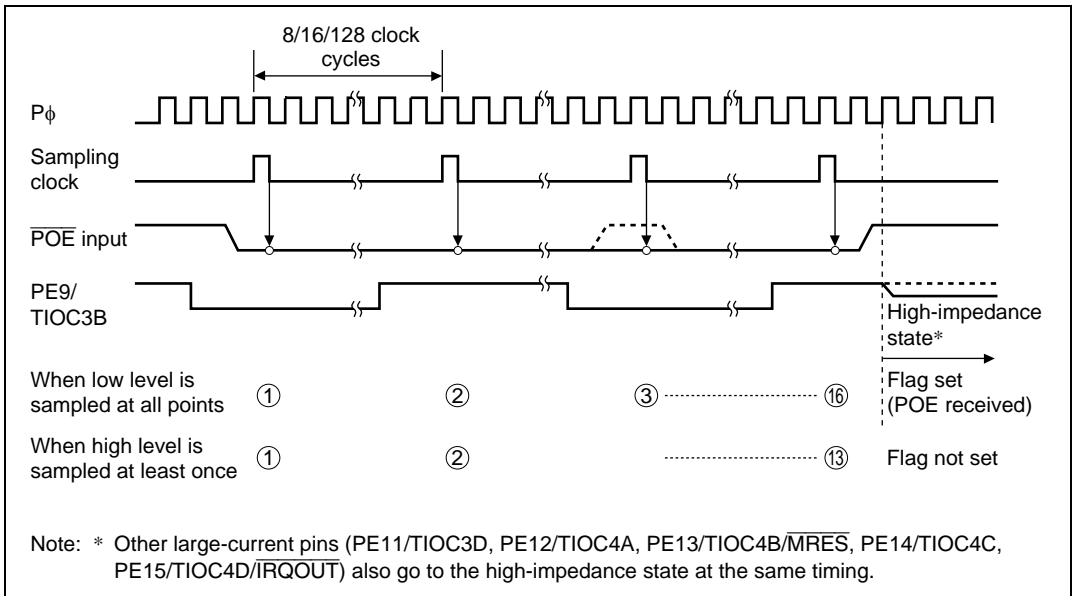 8/16/128 clock
cycles
Pϕ
Sampling
clock
POE input
PE9/
TIOC3B
High-impedance
state*
When low level is
sampled at all points
① ② ③ ⑯
Flag set
(POE received)
When high level is
sampled at least once
① ② ⑬ Flag not set
Note: * Other large-current pins (PE11/TIOC3D, PE12/TIOC4A, PE13/TIOC4B/MRES, PE14/TIOC4C,
PE15/TIOC4D/IRQOUT) also go to the high-impedance state at the same timing.